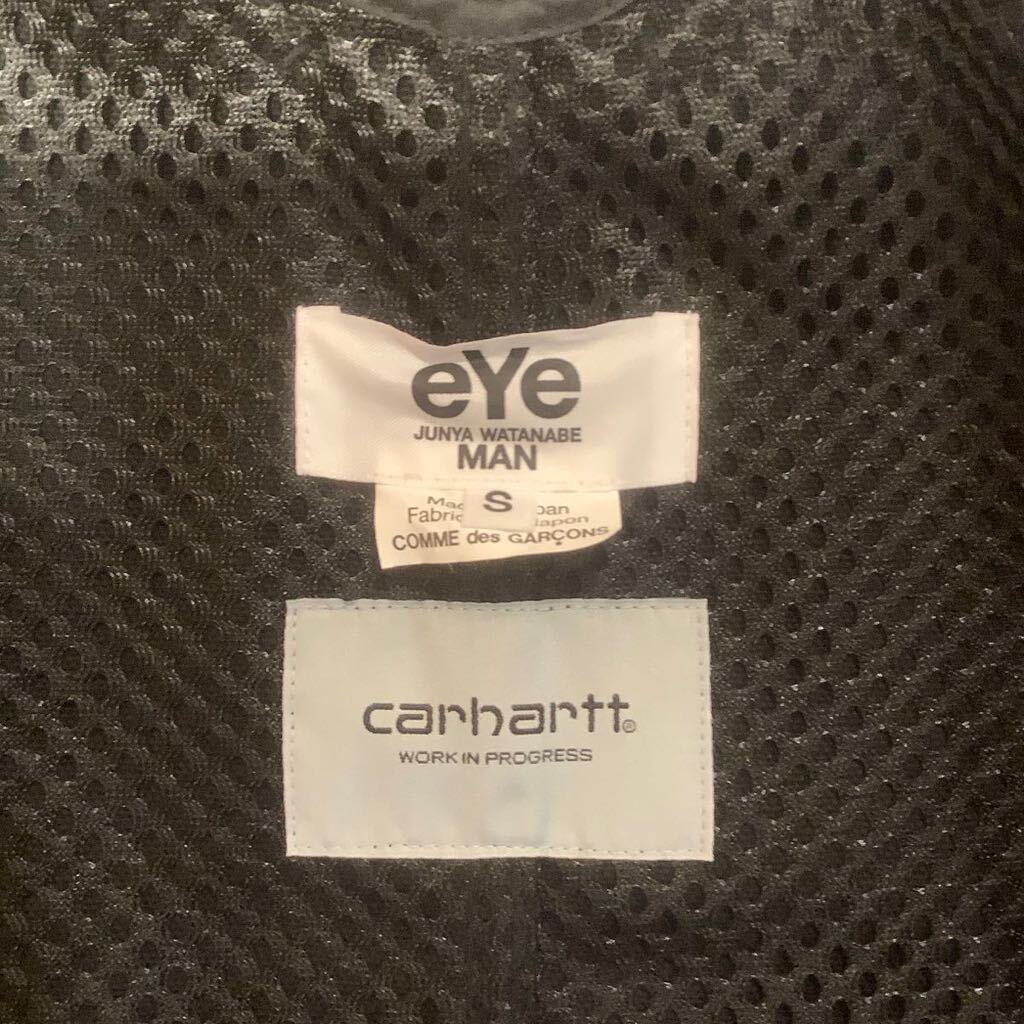 eYe
JUNYA WATANABE
MAN
S
COMME des GARÇONS
carhartt®
WORK IN PROGRESS